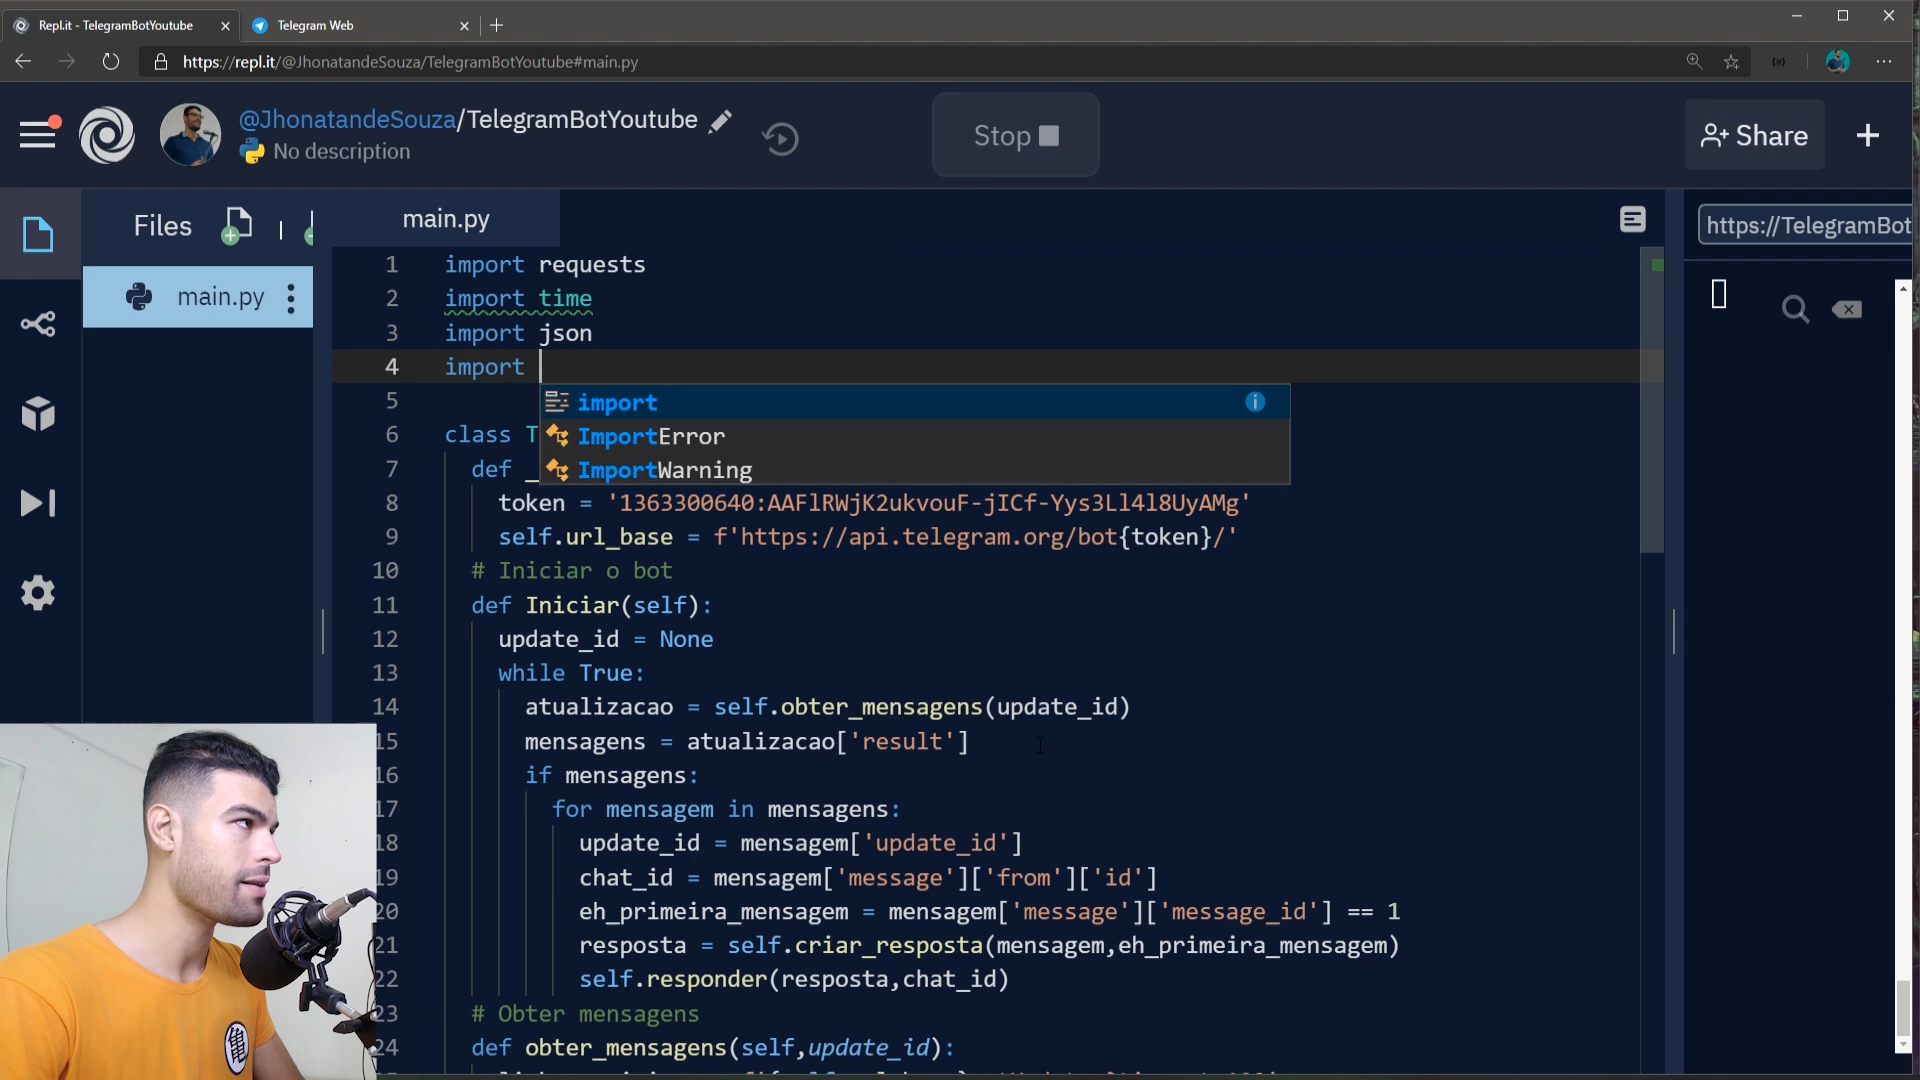 Repl.it - TelegramBotYoutube
Telegram Web
https://repl.it/@JhonatandeSouza/TelegramBotYoutube#main.py
@JhonatandeSouza/TelegramBotYoutube
No description
Stop
Share
Files
main.py
https://TelegramBot
main.py
1 import requests
2 import time
3 import json
4 import
import
5
ImportError
6 class T
ImportWarning
7 def _
8 token = '1363300640:AAFlRWjK2ukvouF-jICf-Yys3Ll4l8UyAMg'
9 self.url_base = f'https://api.telegram.org/bot{token}/'
10 # Iniciar o bot
11 def Iniciar(self):
12 update_id = None
13 while True:
14 atualizacao = self.obter_mensagens(update_id)
15 mensagens = atualizacao['result']
16 if mensagens:
17 for mensagem in mensagens:
18 update_id = mensagem['update_id']
19 chat_id = mensagem['message']['from']['id']
20 eh_primeira_mensagem = mensagem['message']['message_id'] == 1
21 resposta = self.criar_resposta(mensagem,eh_primeira_mensagem)
22 self.responder(resposta,chat_id)
23 # Obter mensagens
24 def obter_mensagens(self,update_id):
亀